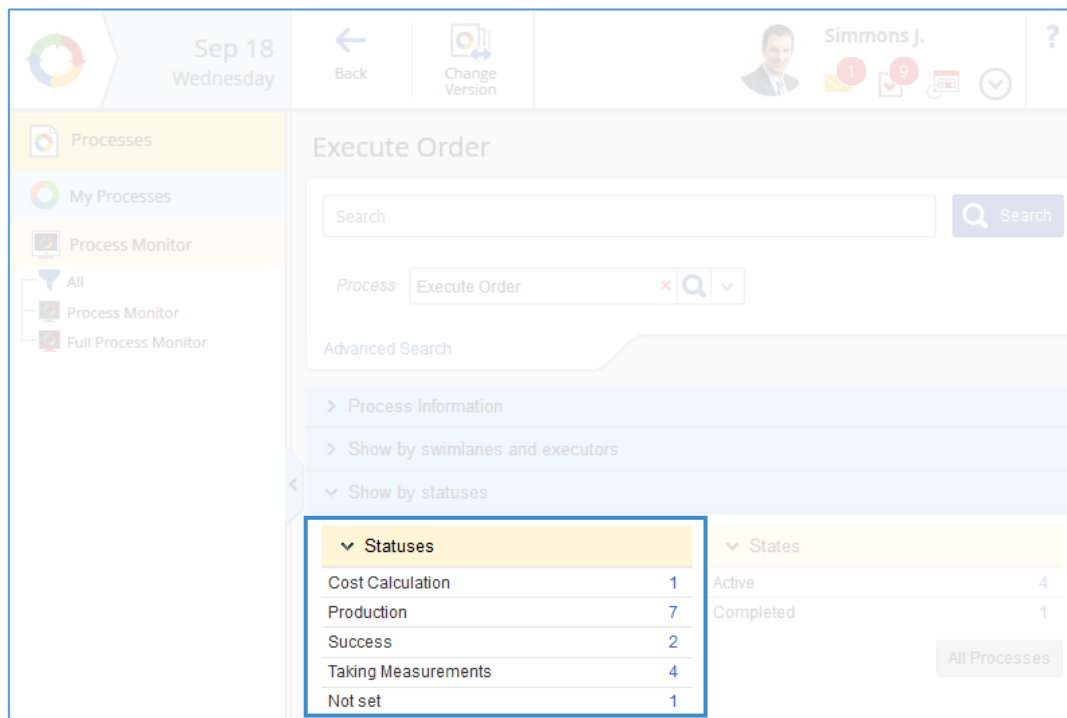 Sep 18
Wednesday
Back
Change
Version
Simmons J.
1
9
?
Processes
My Processes
Process Monitor
All
Process Monitor
Full Process Monitor
Execute Order
Search
Search
Process Execute Order
Advanced Search
Process Information
Show by swimlanes and executors
Show by statuses
Statuses
Cost Calculation 1
Production 7
Success 2
Taking Measurements 4
Not set 1
States
Active 4
Completed 1
All Processes